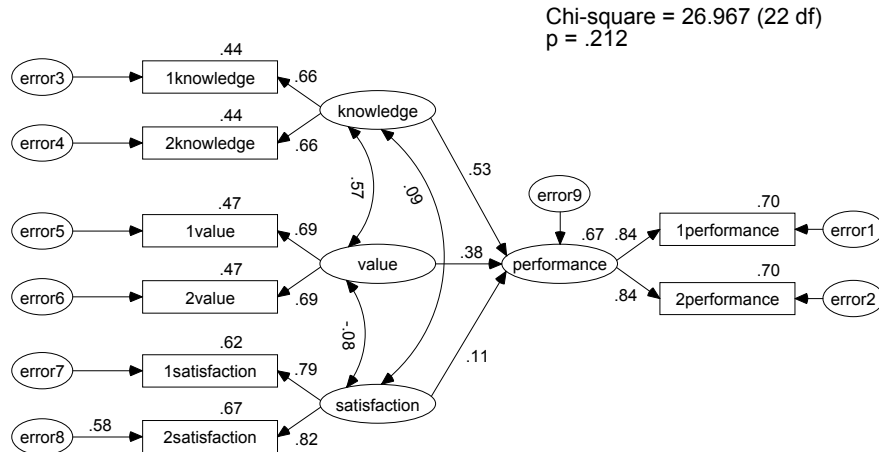 Chi-square = 26.967 (22 df)
p = .212
.44
error3
1knowledge
.66
knowledge
.44
error4
2knowledge
.66
.57
.09
.53
error9
.47
error5
1value
.69
value
.38
.67
performance
.84
.70
1performance
error1
.47
error6
2value
.69
.84
.70
2performance
error2
-.08
.11
.62
error7
1satisfaction
.79
satisfaction
.67
error8
.58
2satisfaction
.82